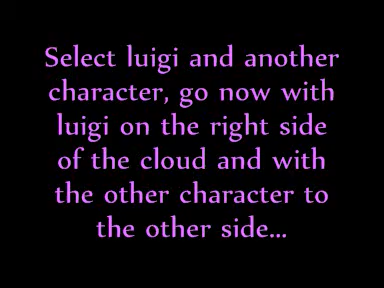 Select luigi and another
character, go now with
luigi on the right side
of the cloud and with
the other character to
the other side...